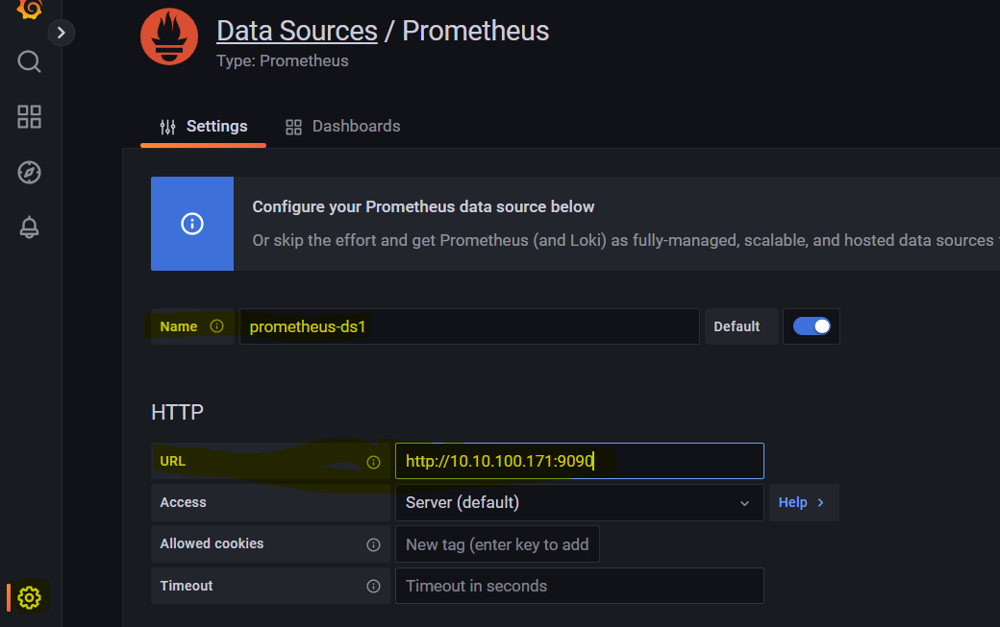 Data Sources / Prometheus
Type: Prometheus
Settings Dashboards
Configure your Prometheus data source below
Or skip the effort and get Prometheus (and Loki) as fully-managed, scalable, and hosted data sources
Name prometheus-ds1 Default
HTTP
URL http://10.10.100.171:9090
Access Server (default) Help
Allowed cookies New tag (enter key to add
Timeout Timeout in seconds